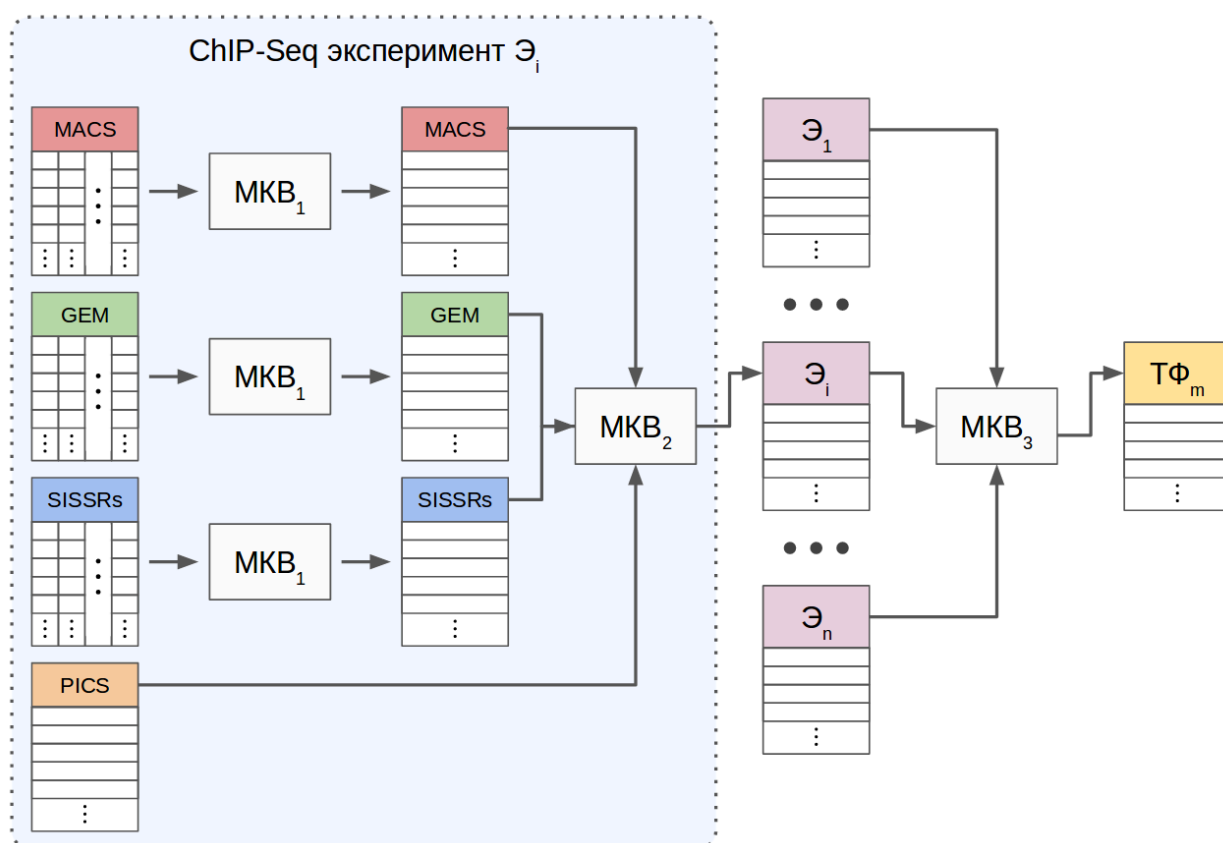 ChIP-Seq эксперимент Эi
MACS
МКВ1
MACS
GEM
МКВ1
GEM
SISSRs
МКВ1
SISSRs
PICS
МКВ2
Э1
Эi
Эn
МКВ3
ТФm